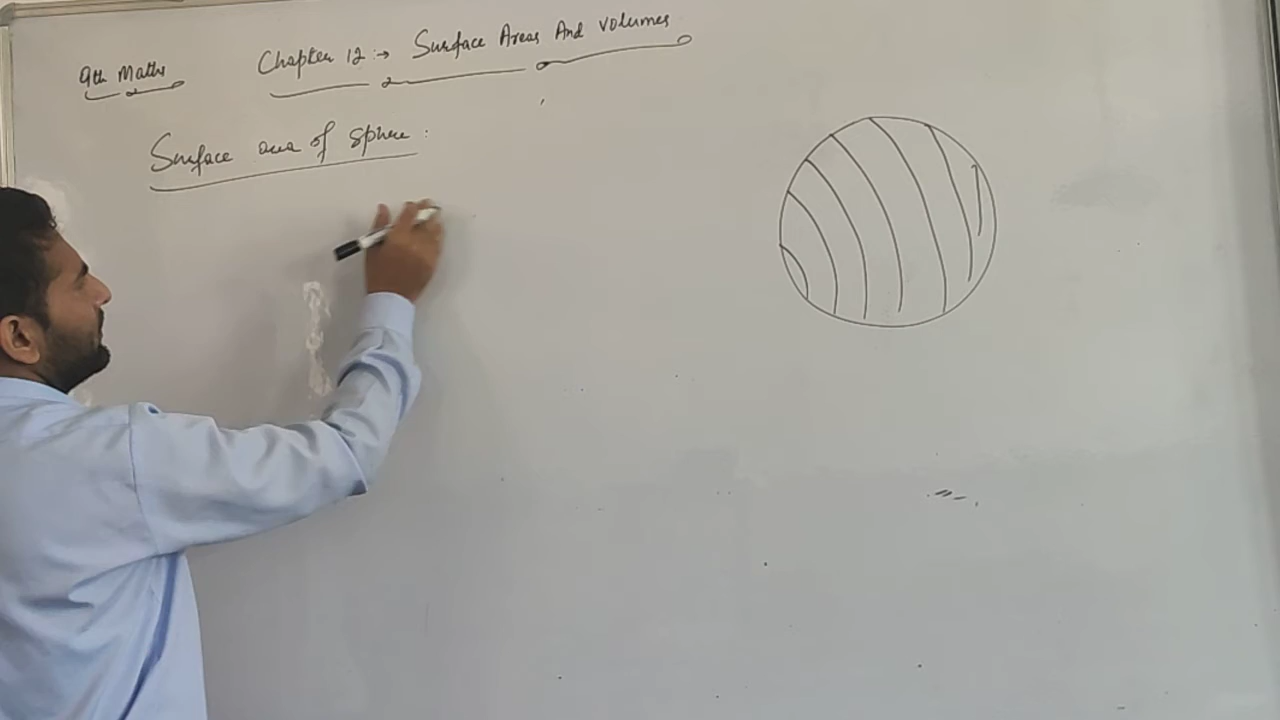 9th Maths Chapter 12:→ Surface Areas And Volumes
Surface area of sphere :